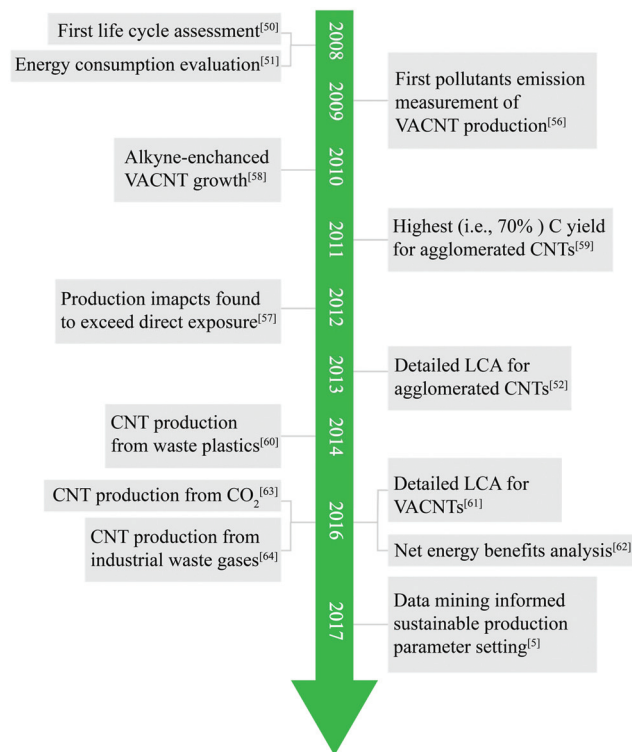 First life cycle assessment[50]
Energy consumption evaluation[51]
2008
First pollutants emission
measurement of
VACNT production[56]
2009
Alkyne-enchanced
VACNT growth[58]
2010
Highest (i.e., 70% ) C yield
for agglomerated CNTs[59]
2011
Production imapcts found
to exceed direct exposure[57]
2012
Detailed LCA for
agglomerated CNTs[52]
2013
CNT production
from waste plastics[60]
2014
CNT production from CO2[63]
CNT production from
industrial waste gases[64]
2016
Detailed LCA for
VACNTs[61]
Net energy benefits analysis[62]
Data mining informed
sustainable production
parameter setting[5]
2017